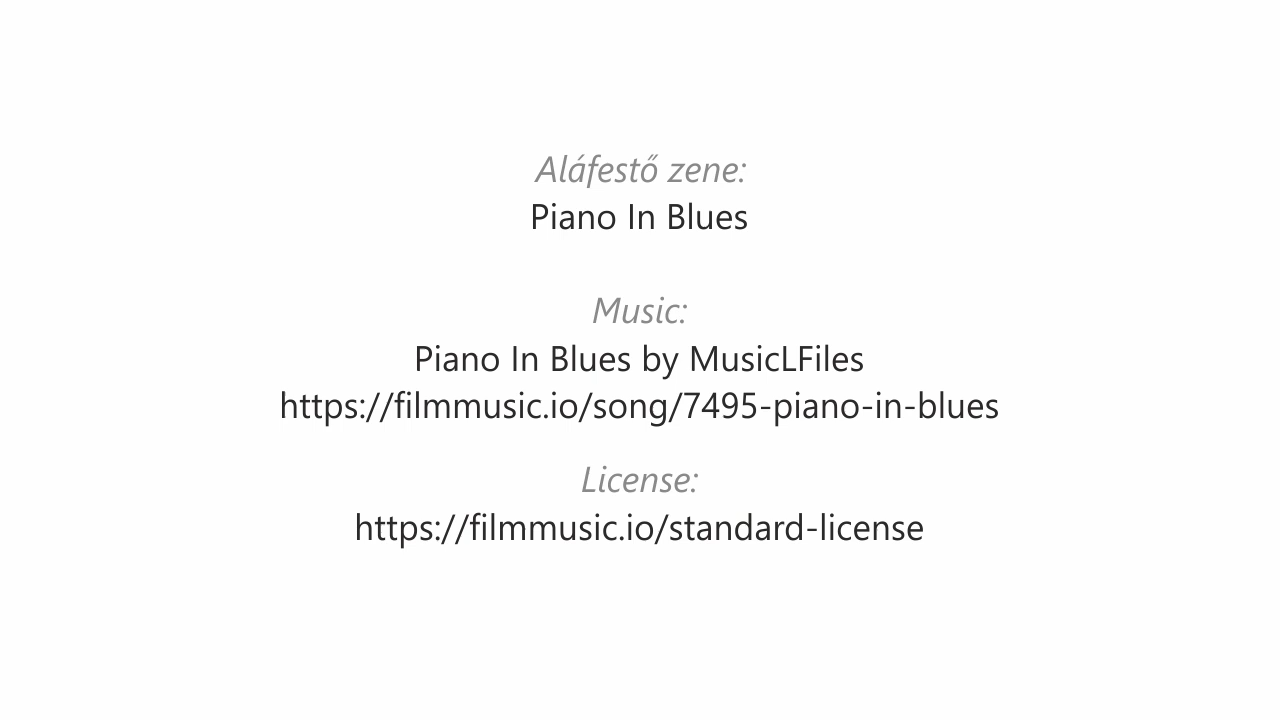 Aláfestő zene:
Piano In Blues
Music:
Piano In Blues by MusicLFiles
https://filmmusic.io/song/7495-piano-in-blues
License:
https://filmmusic.io/standard-license